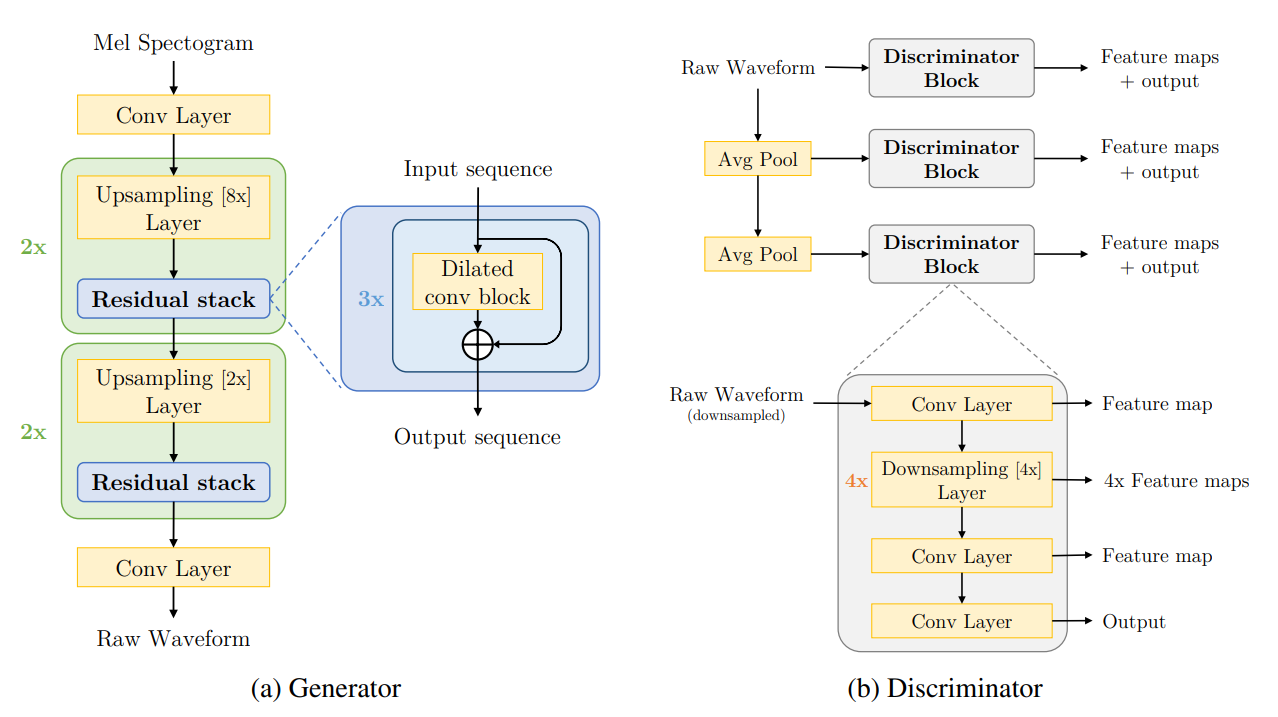 Mel Spectogram
Conv Layer
2x
Upsampling [8x]
Layer
Residual stack
2x
Upsampling [2x]
Layer
Residual stack
Conv Layer
Raw Waveform
Input sequence
3x
Dilated
conv block
Output sequence
(a) Generator
Raw Waveform
Discriminator
Block
Feature maps
+ output
Avg Pool
Discriminator
Block
Feature maps
+ output
Avg Pool
Discriminator
Block
Feature maps
+ output
Raw Waveform
(downsampled)
Conv Layer
Feature map
4x
Downsampling [4x]
Layer
4x Feature maps
Conv Layer
Feature map
Conv Layer
Output
(b) Discriminator